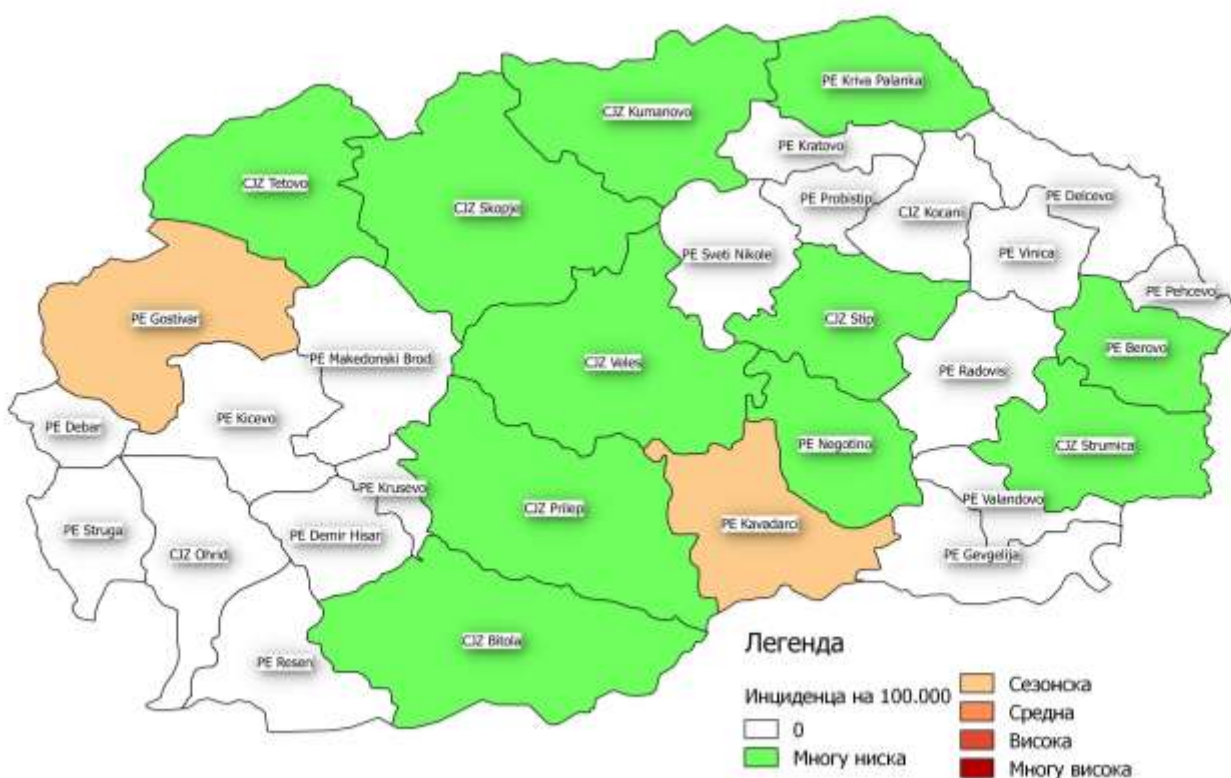 PE Kriva Palanka
CJZ Kumanovo
PE Kratovo
CJZ Tetovo
PE Probistip
PE Delcevo
CJZ Skopje
CJZ Kocani
PE Sveti Nikole
PE Vinica
PE Pehcevo
PE Gostivar
CJZ Stip
PE Berovo
PE Makedonski Brod
CJZ Veles
PE Radovis
PE Kicevo
PE Debar
PE Negotino
CJZ Strumica
PE Krusevo
PE Valandovo
CJZ Prilep
PE Kavadarci
PE Struga
PE Demir Hisar
CJZ Ohrid
PE Gevgelija
CJZ Bitola
PE Resen
Легенда
Инциденца на 100.000
0
Многу ниска
Сезонска
Средна
Висока
Многу висока